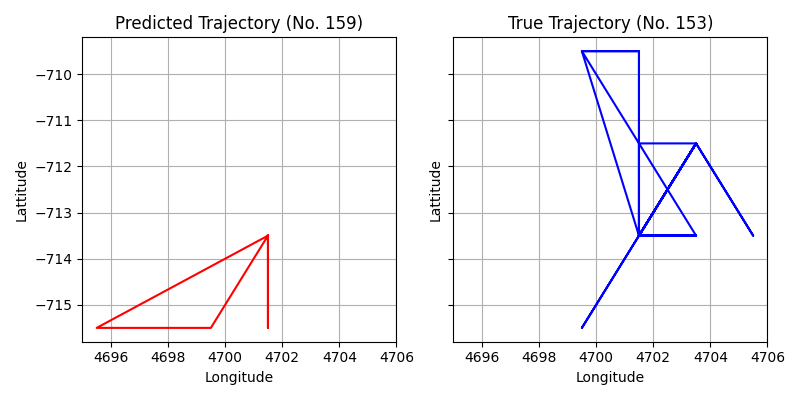 Predicted Trajectory (No. 159)
True Trajectory (No. 153)
Lattitude
−710
−711
−712
−713
−714
−715
4696 4698 4700 4702 4704 4706
Longitude
Lattitude
4696 4698 4700 4702 4704 4706
Longitude